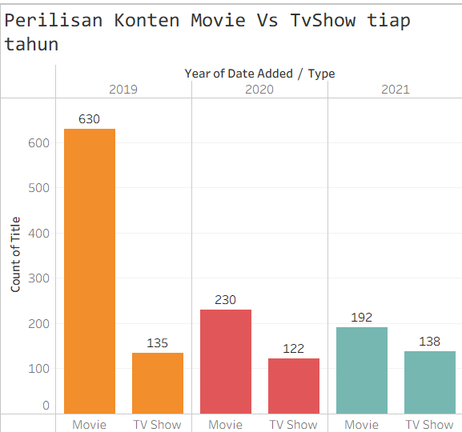 Perilisan Konten Movie Vs TvShow tiap
tahun
Year of Date Added / Type
2019 2020 2021
Count of Title
600
500
400
300
200
100
0
630
135
230
122
192
138
Movie TV Show Movie TV Show Movie TV Show